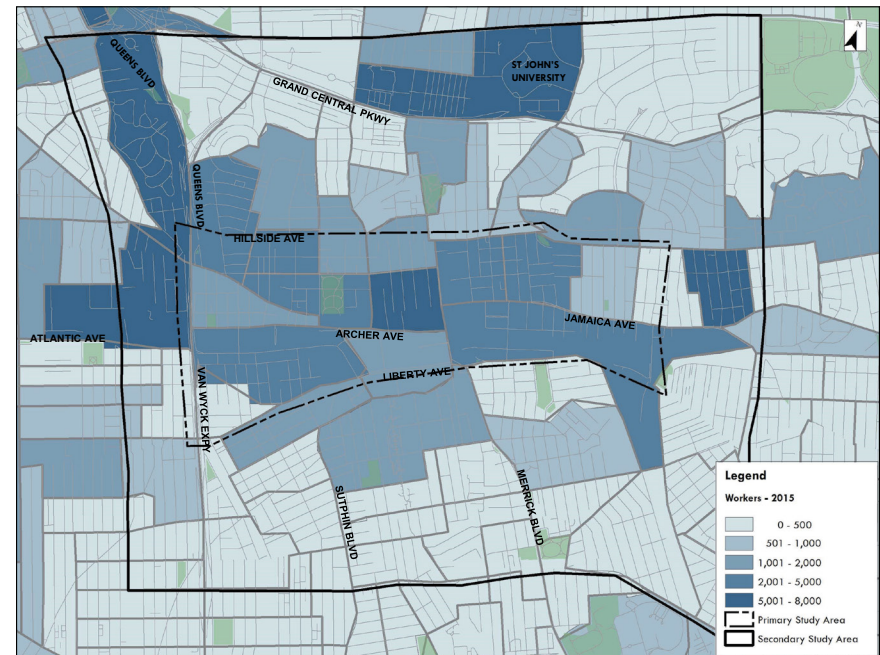 N
QUEENS BLVD
ST JOHN'S
UNIVERSITY
GRAND CENTRAL PKWY
QUEENS BLVD
HILLSIDE AVE
JAMAICA AVE
ATLANTIC AVE
ARCHER AVE
LIBERTY AVE
VAN WYCK EXPY
SUTPHIN BLVD
MERRICK BLVD
Legend
Workers - 2015
0 - 500
501 - 1,000
1,001 - 2,000
2,001 - 5,000
5,001 - 8,000
Primary Study Area
Secondary Study Area